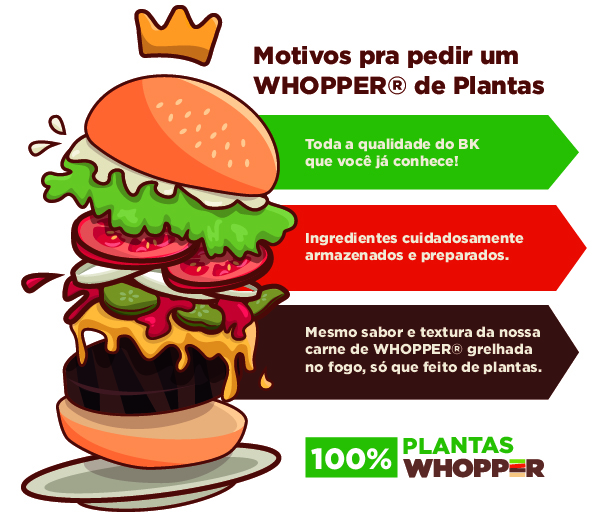 Motivos pra pedir um
WHOPPER® de Plantas
Toda a qualidade do BK
que você já conhece!
Ingredientes cuidadosamente
armazenados e preparados.
Mesmo sabor e textura da nossa
carne de WHOPPER® grelhada
no fogo, só que feito de plantas.
100% PLANTAS
WHOPPER